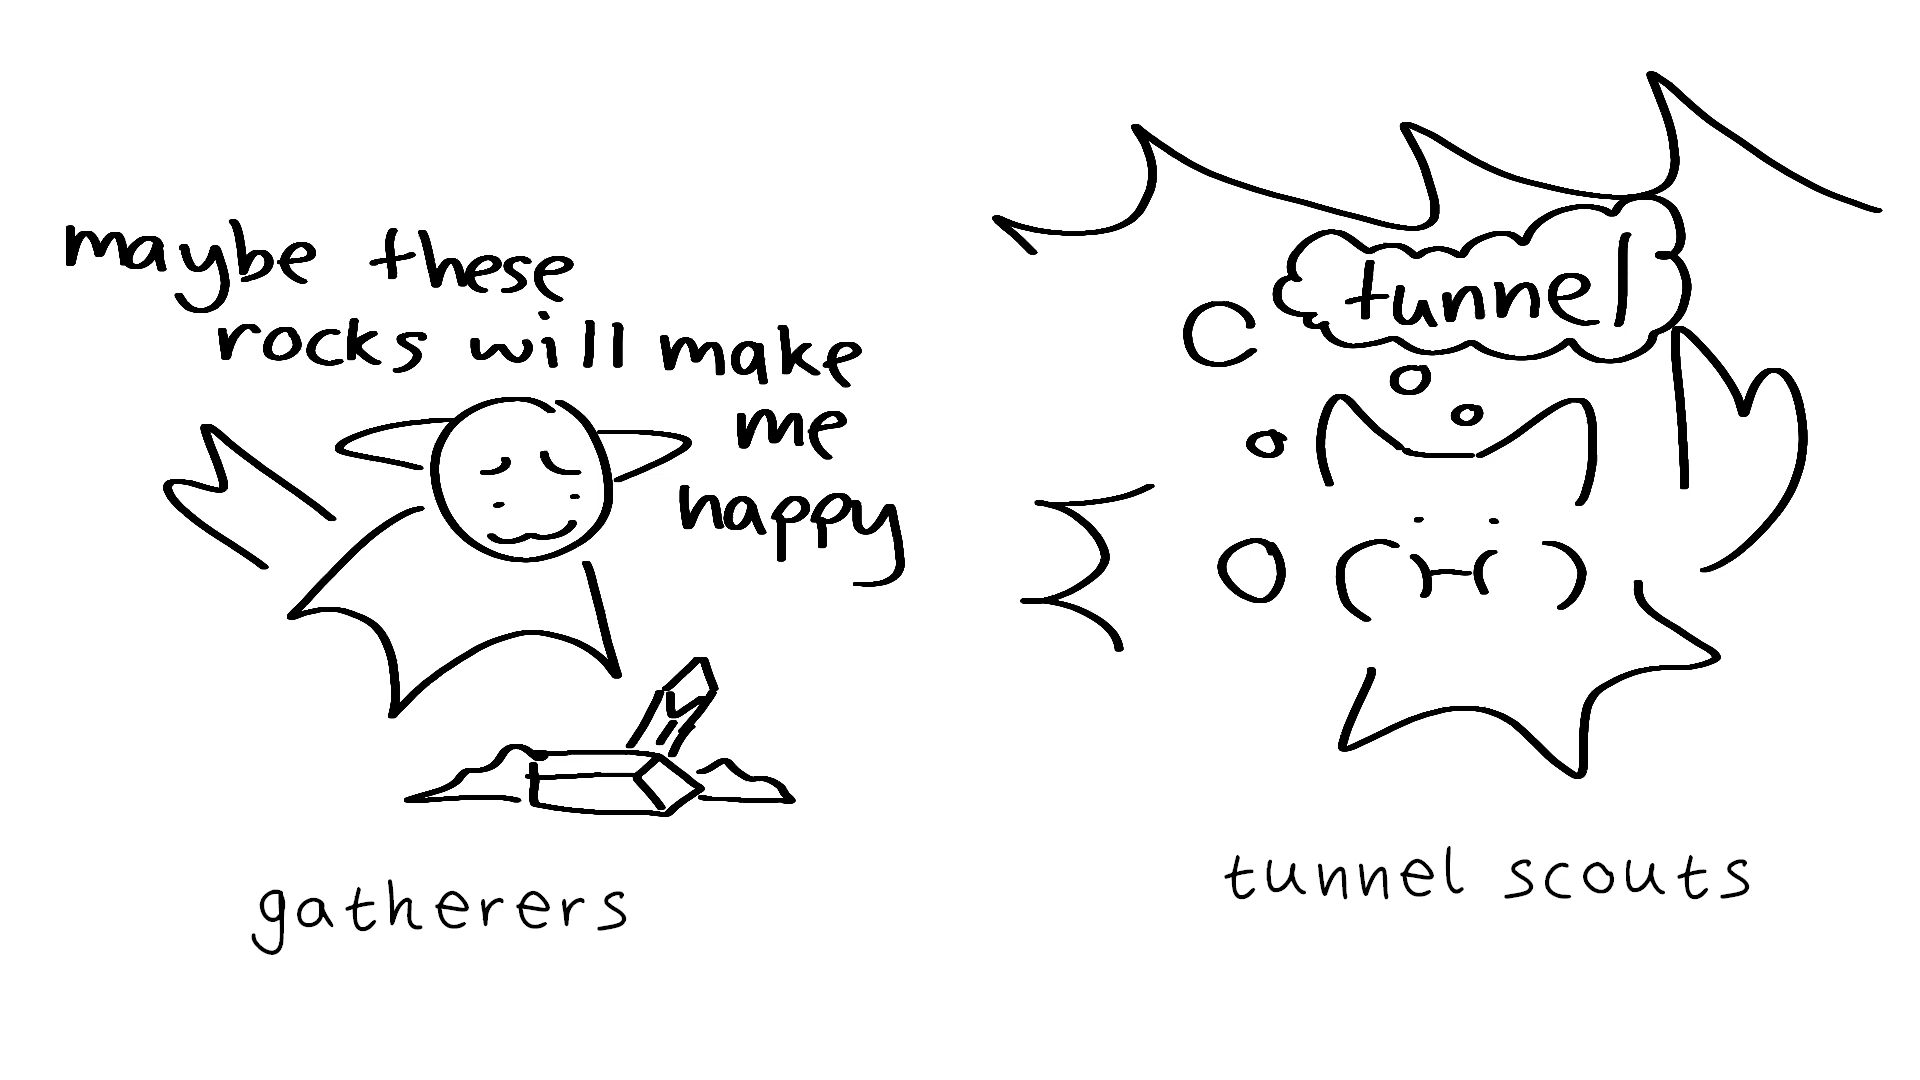 maybe these
rocks will make
me
happy
gatherers
tunnel
tunnel scouts